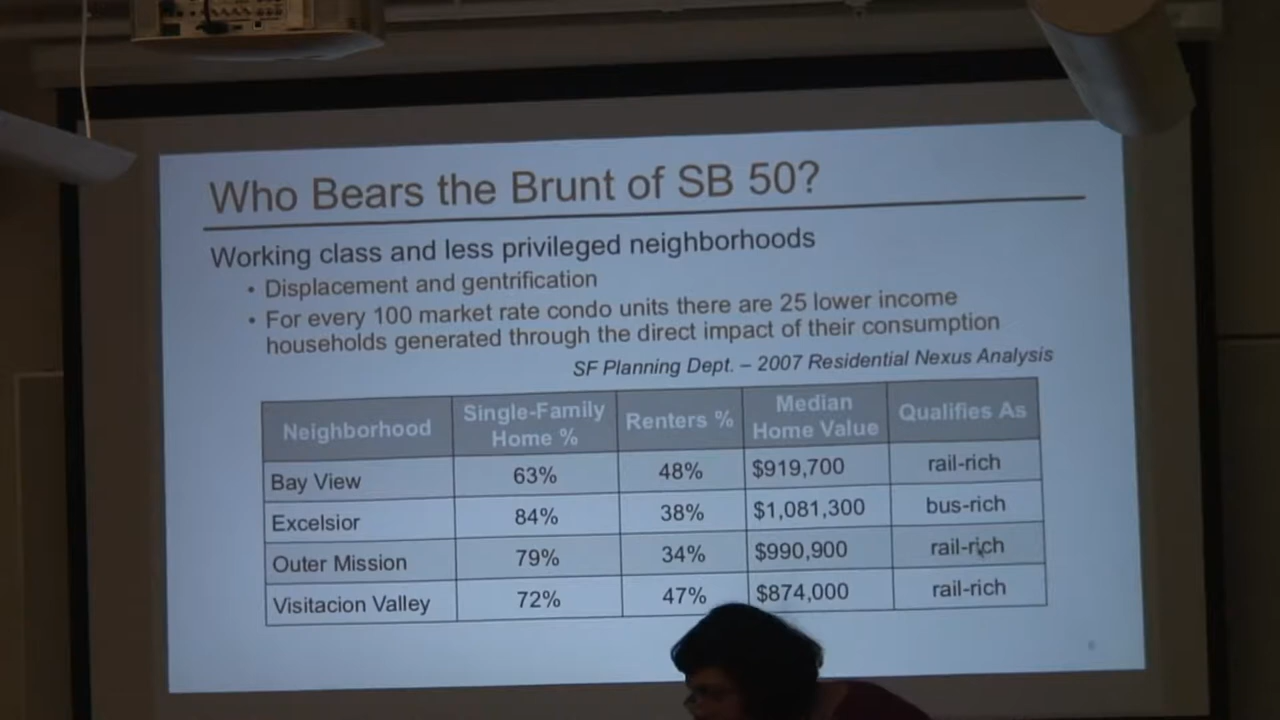 Who Bears the Brunt of SB 50?
Working class and less privileged neighborhoods
• Displacement and gentrification
• For every 100 market rate condo units there are 25 lower income
households generated through the direct impact of their consumption
SF Planning Dept. – 2007 Residential Nexus Analysis
Neighborhood Single-Family Home % Renters % Median Home Value Qualifies As
Bay View 63% 48% $919,700 rail-rich
Excelsior 84% 38% $1,081,300 bus-rich
Outer Mission 79% 34% $990,900 rail-rich
Visitacion Valley 72% 47% $874,000 rail-rich